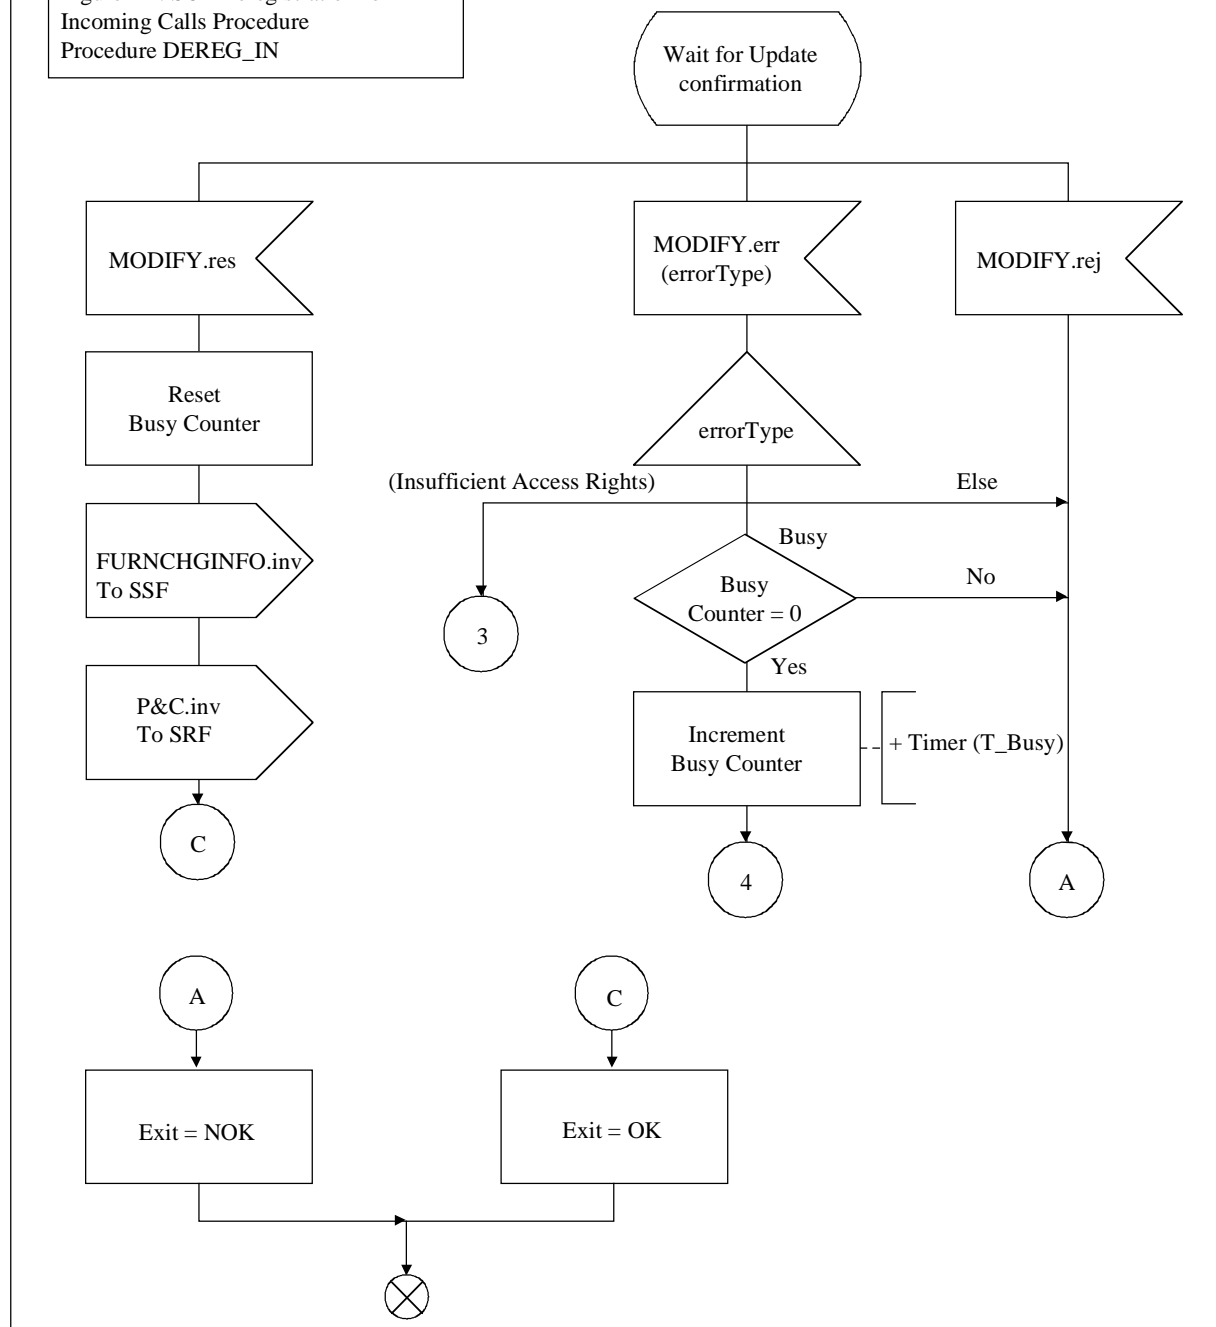 Incoming Calls Procedure
Procedure DEREG_IN
Wait for Update
confirmation
MODIFY.res
MODIFY.err
(errorType)
MODIFY.rej
Reset
Busy Counter
errorType
(Insufficient Access Rights)
Else
FURNCHGINFO.inv
To SSF
Busy
Busy
Counter = 0
No
3
Yes
P&C.inv
To SRF
Increment
Busy Counter
+ Timer (T_Busy)
C
4
A
A
C
Exit = NOK
Exit = OK